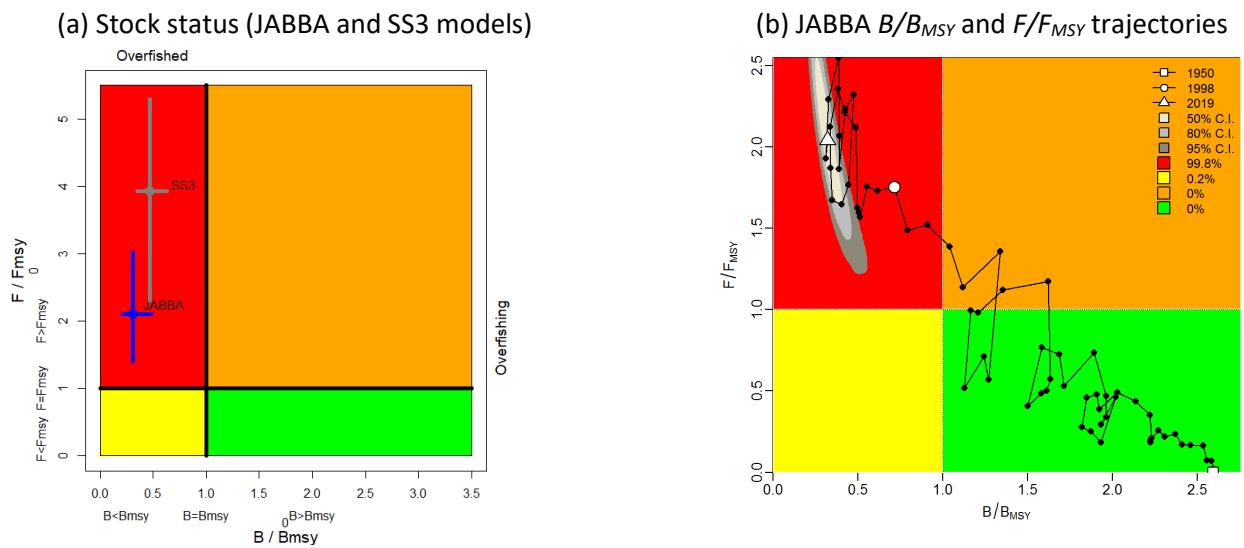 (a) Stock status (JABBA and SS3 models)
Overfished
5
4
3
2
1
0
F / Fmsy
0
F>Fmsy
F=Fmsy
F<Fmsy
SS3
JABBA
Overfishing
0.0 0.5 1.0 1.5 2.0 2.5 3.0 3.5
B<Bmsy B=Bmsy 0 B>Bmsy
B / Bmsy
(b) JABBA B/BMSY and F/FMSY trajectories
2.5
2.0
1.5
1.0
0.5
0.0
F/FMSY
1950
1998
2019
50% C.I.
80% C.I.
95% C.I.
99.8%
0.2%
0%
0%
0.0 0.5 1.0 1.5 2.0 2.5
B/BMSY